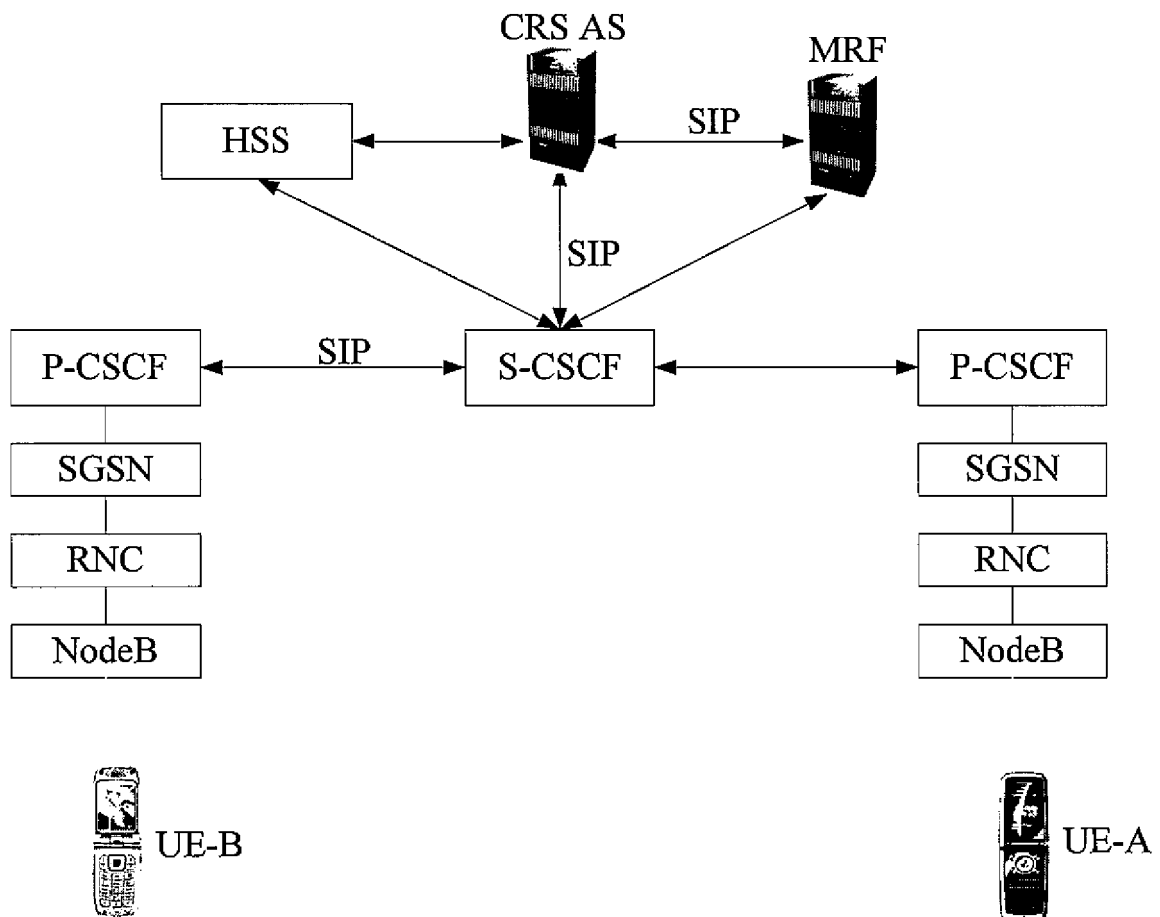 CRS AS
MRF
HSS
SIP
SIP
P-CSCF
SIP
S-CSCF
P-CSCF
SGSN
SGSN
RNC
RNC
NodeB
NodeB
UE-B
UE-A